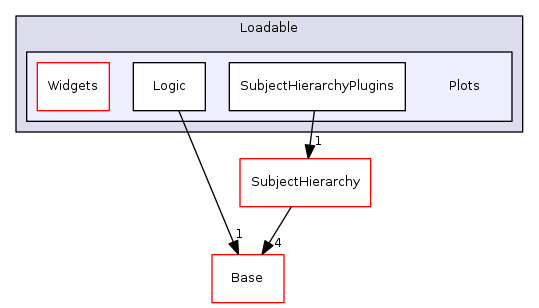 Loadable
Widgets
Logic
SubjectHierarchyPlugins
Plots
1
SubjectHierarchy
1
4
Base